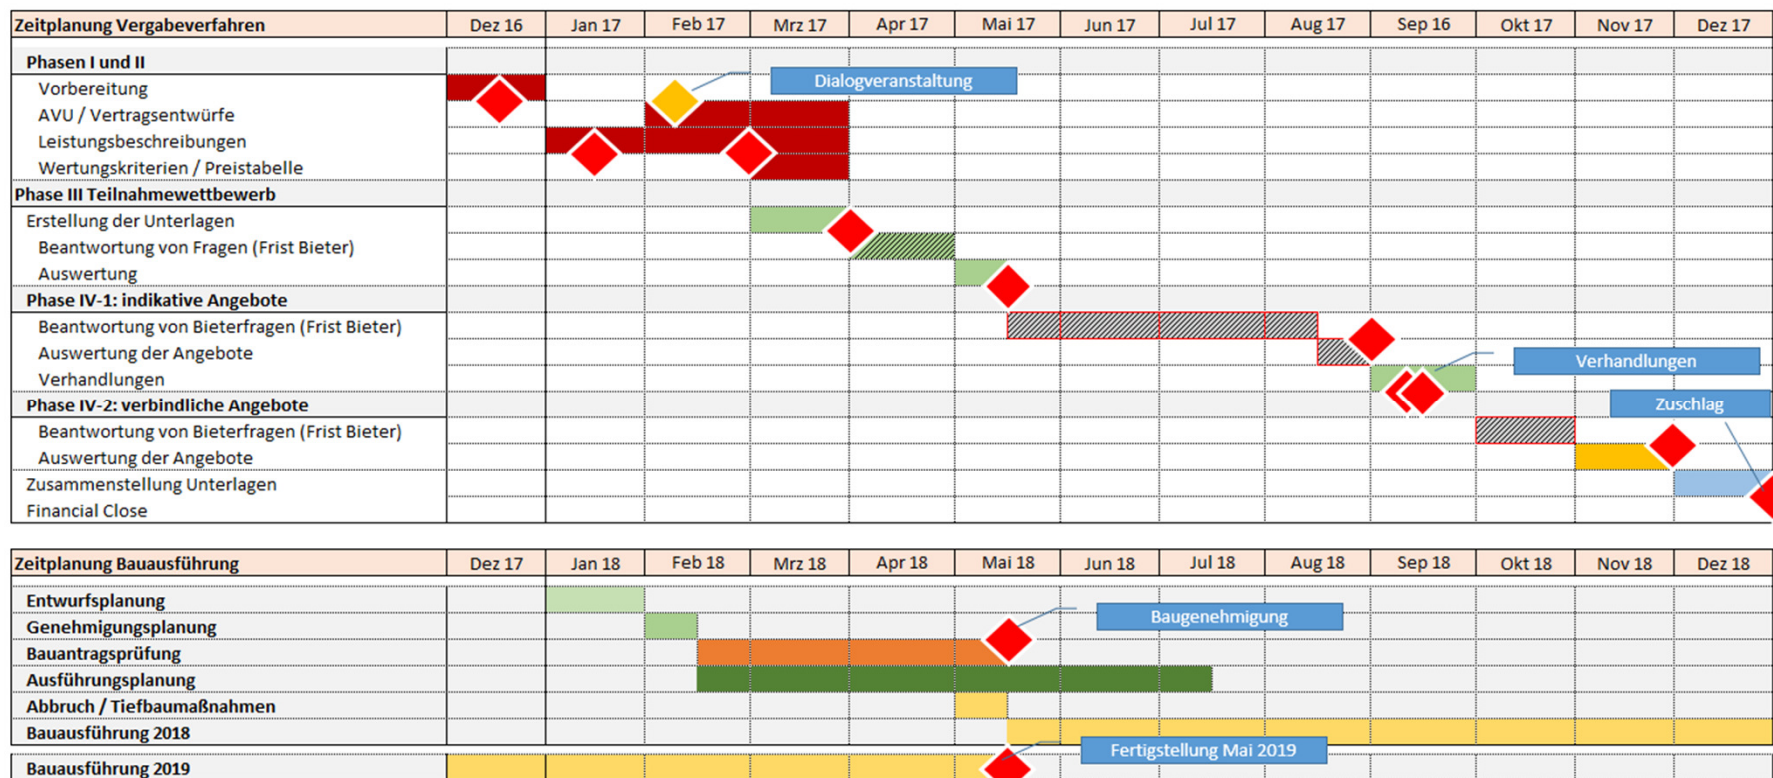 Zeitplanung Vergabeverfahren Dez 16 Jan 17 Feb 17 Mrz 17 Apr 17 Mai 17 Jun 17 Jul 17 Aug 17 Sep 16 Okt 17 Nov 17 Dez 17
Phasen I und II
Vorbereitung
Dialogveranstaltung
AVU / Vertragsentwürfe
Leistungsbeschreibungen
Wertungskriterien / Preistabelle
Phase III Teilnahmewettbewerb
Erstellung der Unterlagen
Beantwortung von Fragen (Frist Bieter)
Auswertung
Phase IV-1: indikative Angebote
Beantwortung von Bieterfragen (Frist Bieter)
Auswertung der Angebote
Verhandlungen
Verhandlungen
Phase IV-2: verbindliche Angebote
Zuschlag
Beantwortung von Bieterfragen (Frist Bieter)
Auswertung der Angebote
Zusammenstellung Unterlagen
Financial Close
Zeitplanung Bauausführung Dez 17 Jan 18 Feb 18 Mrz 18 Apr 18 Mai 18 Jun 18 Jul 18 Aug 18 Sep 18 Okt 18 Nov 18 Dez 18
Entwurfsplanung
Baugenehmigung
Genehmigungsplanung
Bauantragsprüfung
Ausführungsplanung
Abbruch / Tiefbaumaßnahmen
Bauausführung 2018
Fertigstellung Mai 2019
Bauausführung 2019